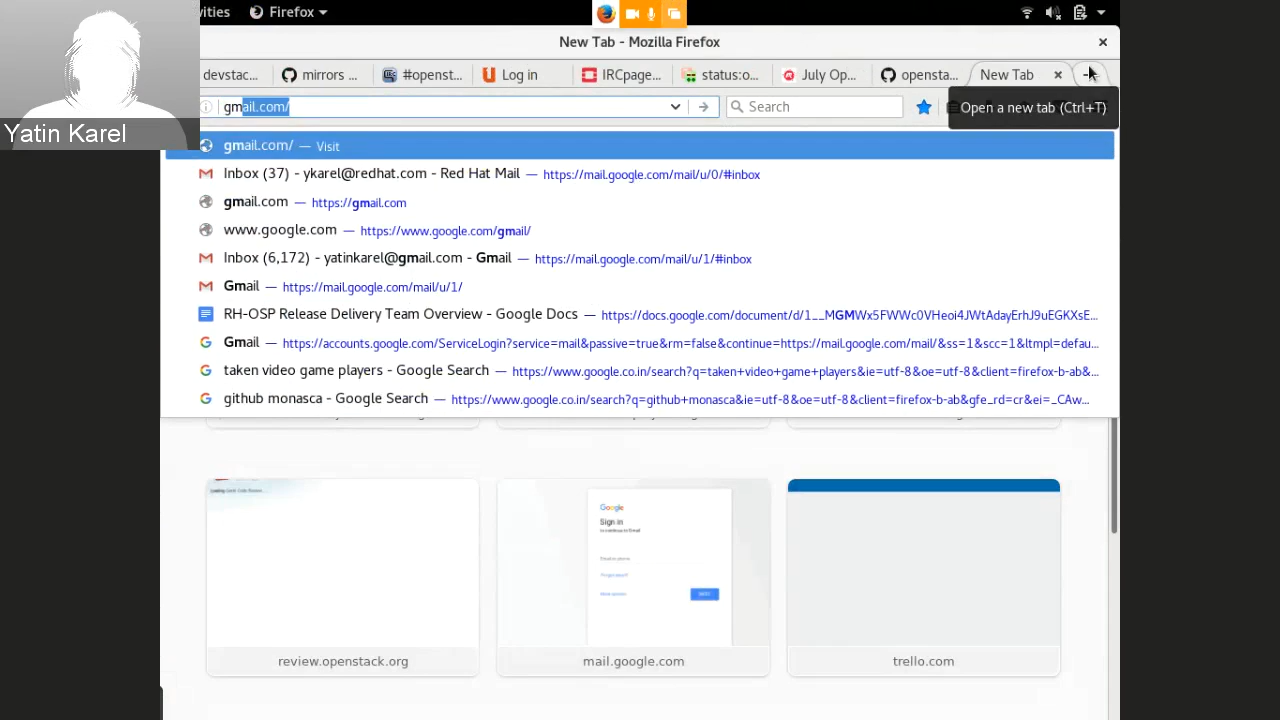 vities Firefox
New Tab - Mozilla Firefox
devstac... mirrors ... #openst... Log in IRCpage... status:o... July Op... opensta... New Tab
gmail.com/ Search
Open a new tab (Ctrl+T)
Yatin Karel
gmail.com/ — Visit
Inbox (37) - ykarel@redhat.com - Red Hat Mail — https://mail.google.com/mail/u/0/#inbox
gmail.com — https://gmail.com
www.google.com — https://www.google.com/gmail/
Inbox (6,172) - yatinkarel@gmail.com - Gmail — https://mail.google.com/mail/u/1/#inbox
Gmail — https://mail.google.com/mail/u/1/
RH-OSP Release Delivery Team Overview - Google Docs — https://docs.google.com/document/d/1__MGMWx5FWWc0VHeoi4JWtAdayErhJ9uEGKXsE...
Gmail — https://accounts.google.com/ServiceLogin?service=mail&passive=true&rm=false&continue=https://mail.google.com/mail/&ss=1&scc=1&ltmpl=defau...
taken video game players - Google Search — https://www.google.co.in/search?q=taken+video+game+players&ie=utf-8&oe=utf-8&client=firefox-b-ab&...
github monasca - Google Search — https://www.google.co.in/search?q=github+monasca&ie=utf-8&oe=utf-8&client=firefox-b-ab&gfe_rd=cr&ei=_CAw...
Google
Sign in
review.openstack.org mail.google.com trello.com